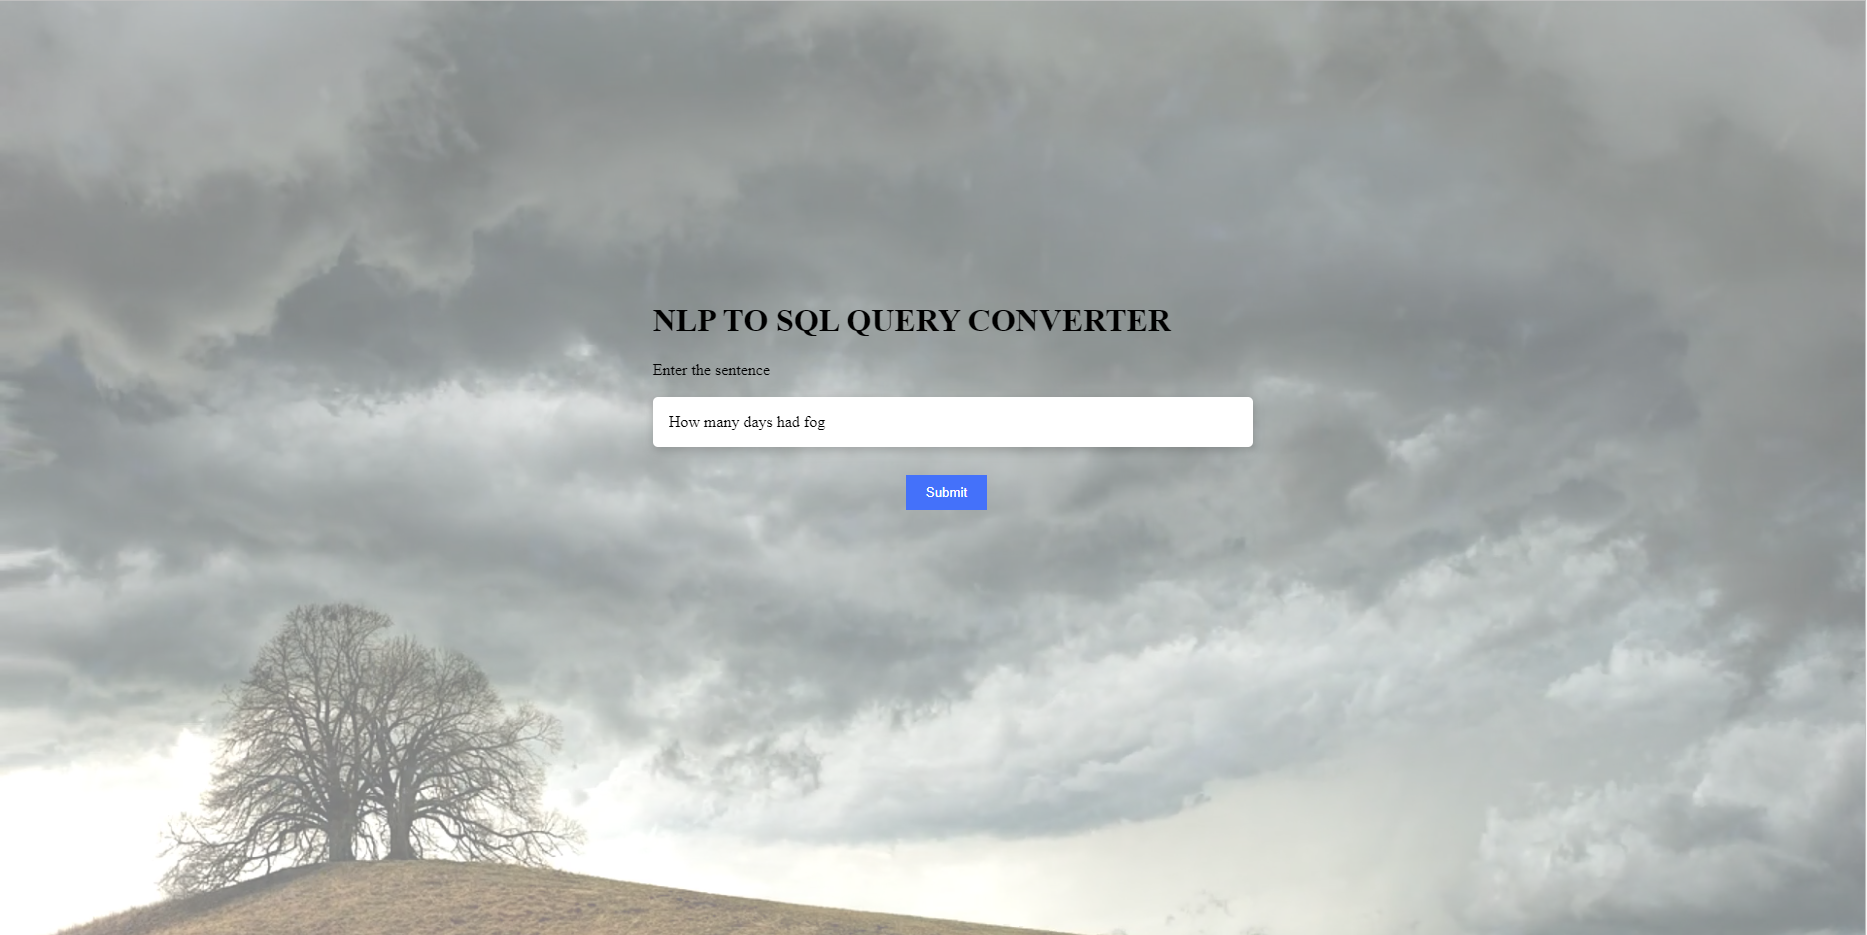 NLP TO SQL QUERY CONVERTER
Enter the sentence
How many days had fog
Submit